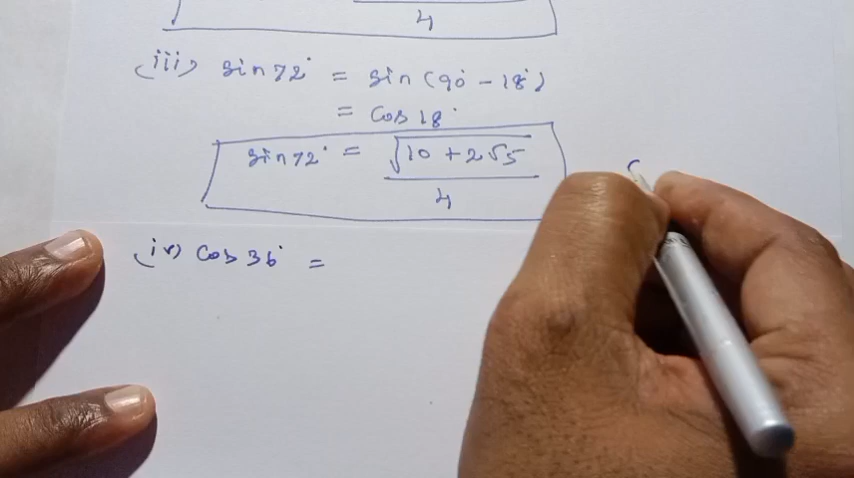 4
(iii) sin 72° = sin (90° - 18°)
= cos 18°
sin 72° = √10 + 2√5
4
(iv) cos 36° =